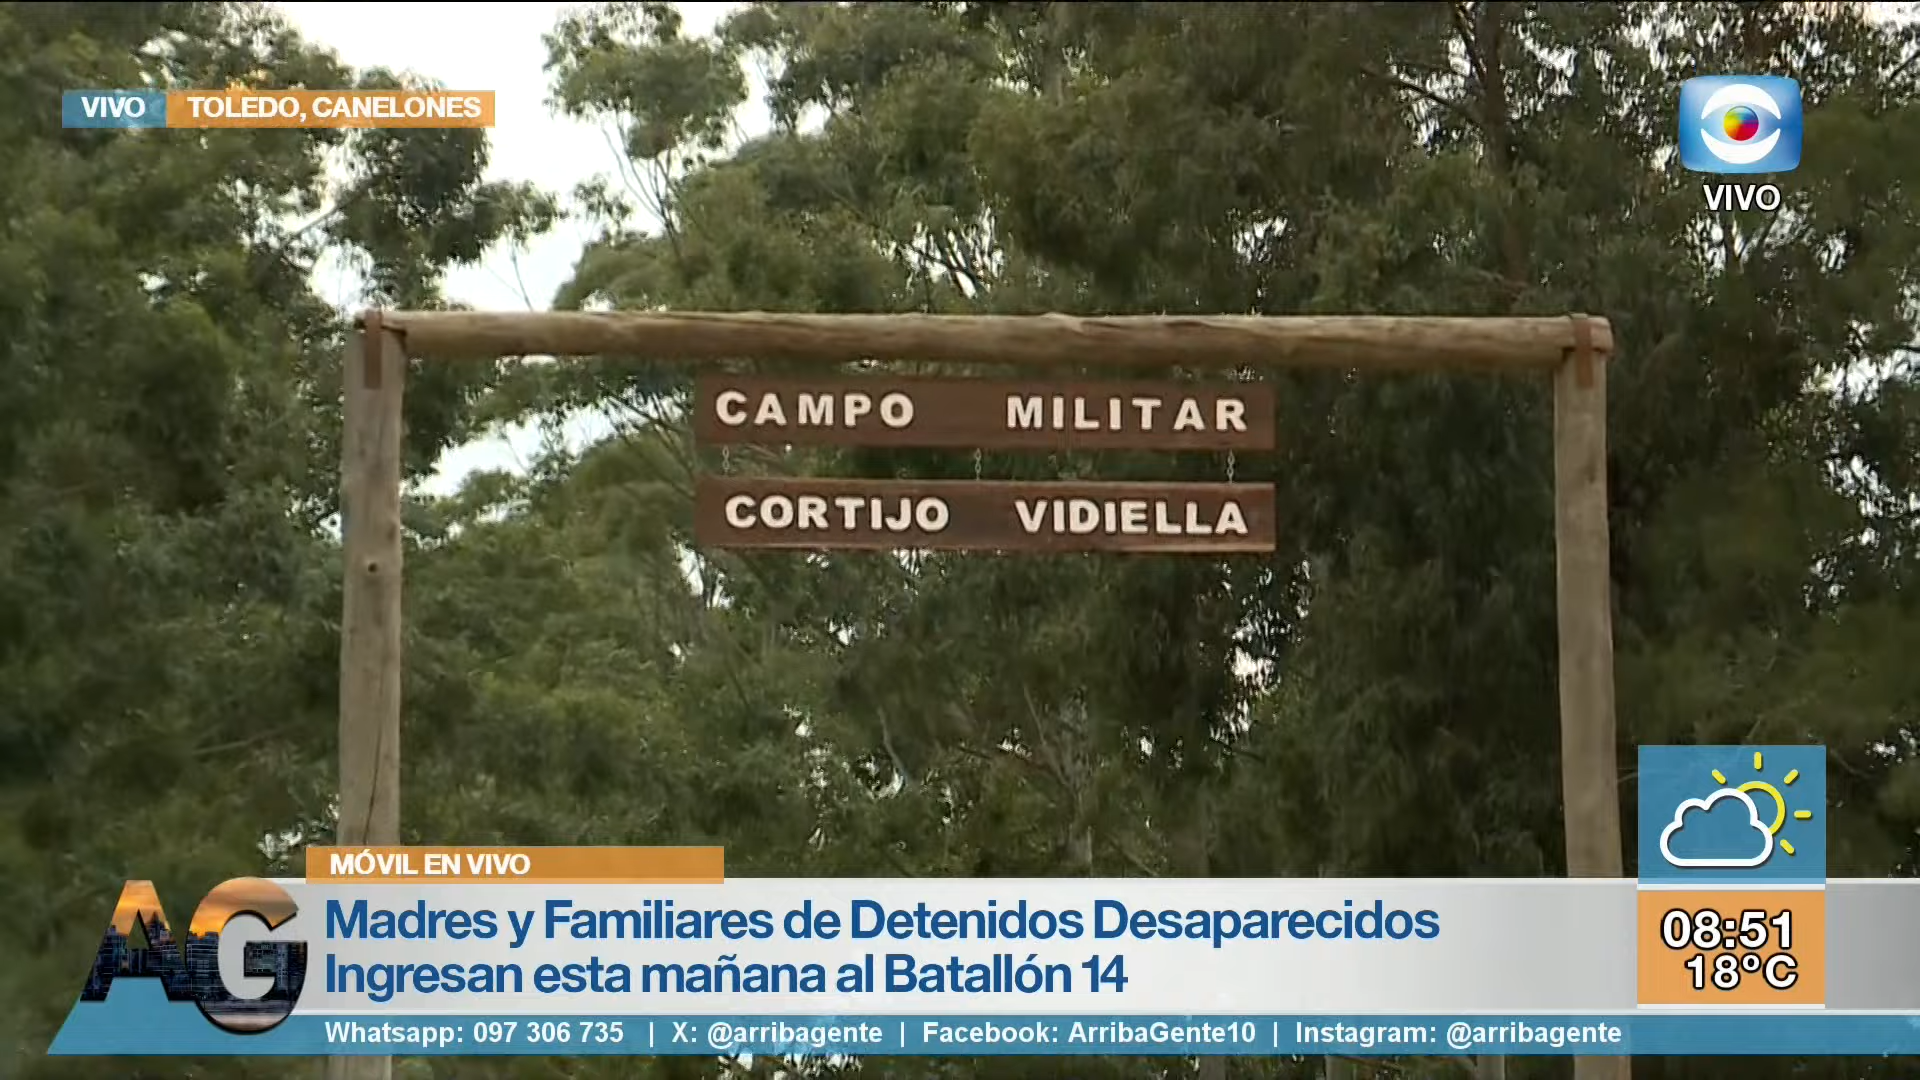 VIVO TOLEDO, CANELONES
VIVO
CAMPO MILITAR
CORTIJO VIDIELLA
MÓVIL EN VIVO
AG
Madres y Familiares de Detenidos Desaparecidos
Ingresan esta mañana al Batallón 14
08:51
18°C
Whatsapp: 097 306 735 | X: @arribagente | Facebook: ArribaGente10 | Instagram: @arribagente